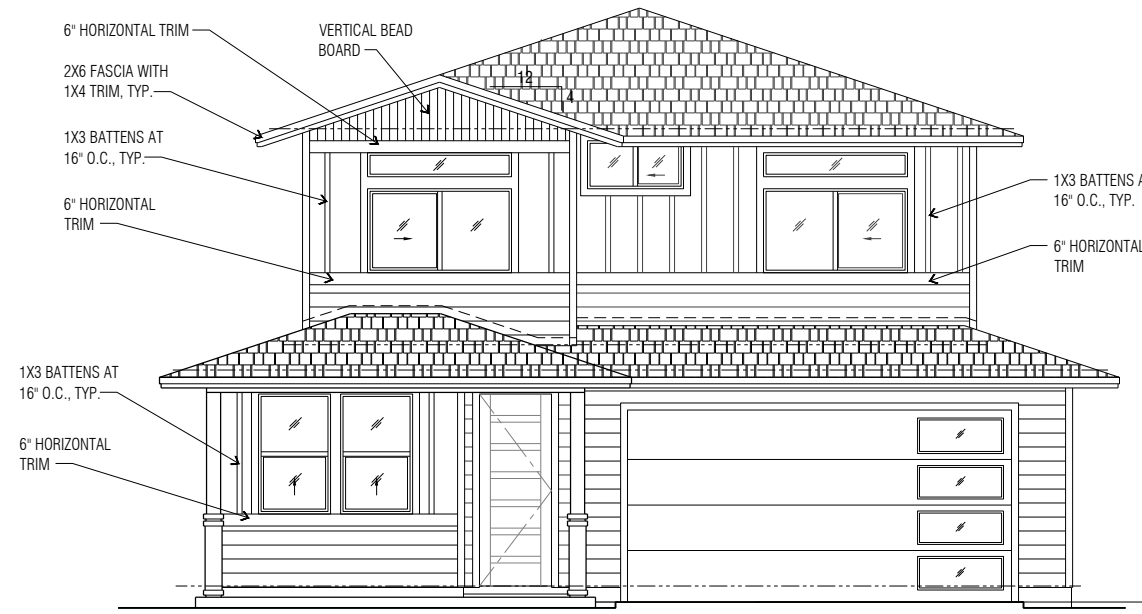 6" HORIZONTAL TRIM
VERTICAL BEAD
BOARD
2X6 FASCIA WITH
1X4 TRIM, TYP.
12
4
1X3 BATTENS AT
16" O.C., TYP.
6" HORIZONTAL
TRIM
1X3 BATTENS A
16" O.C., TYP.
6" HORIZONTAL
TRIM
1X3 BATTENS AT
16" O.C., TYP.
6" HORIZONTAL
TRIM